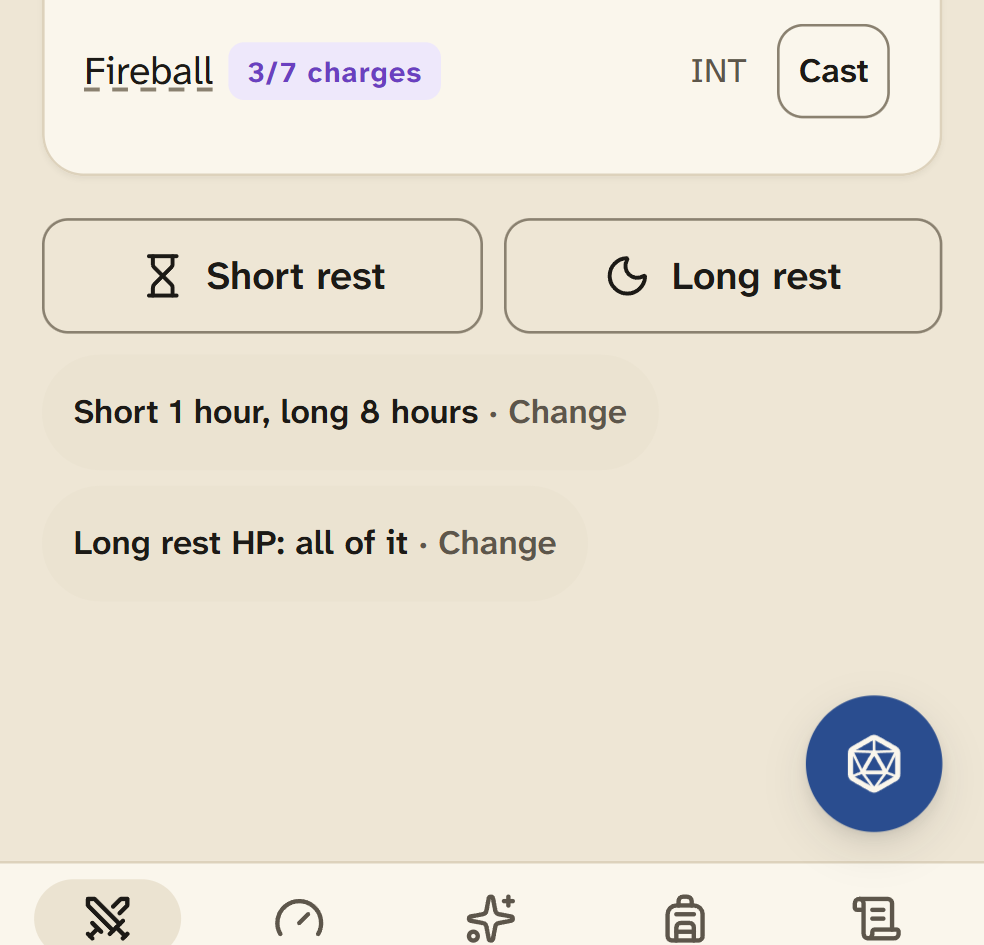 Fireball 3/7 charges INT Cast
Short rest Long rest
Short 1 hour, long 8 hours · Change
Long rest HP: all of it · Change